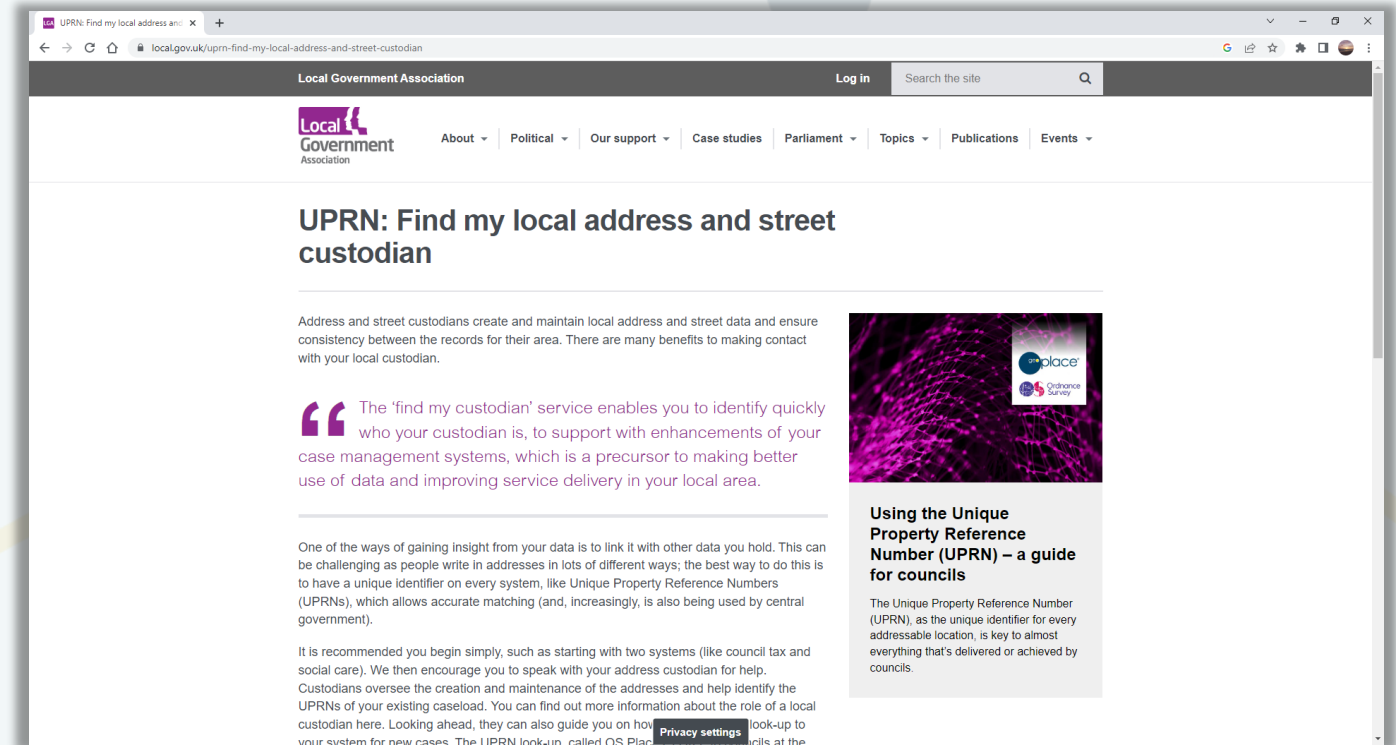 UPRN: Find my local address and
local.gov.uk/uprn-find-my-local-address-and-street-custodian
Local Government Association
Log in
Search the site
Local
Government
Association
About
Political
Our support
Case studies
Parliament
Topics
Publications
Events
UPRN: Find my local address and street
custodian
Address and street custodians create and maintain local address and street data and ensure
consistency between the records for their area. There are many benefits to making contact
with your local custodian.
“ The ‘find my custodian’ service enables you to identify quickly
who your custodian is, to support with enhancements of your
case management systems, which is a precursor to making better
use of data and improving service delivery in your local area.
One of the ways of gaining insight from your data is to link it with other data you hold. This can
be challenging as people write in addresses in lots of different ways; the best way to do this is
to have a unique identifier on every system, like Unique Property Reference Numbers
(UPRNs), which allows accurate matching (and, increasingly, is also being used by central
government).
It is recommended you begin simply, such as starting with two systems (like council tax and
social care). We then encourage you to speak with your address custodian for help.
Custodians oversee the creation and maintenance of the addresses and help identify the
UPRNs of your existing caseload. You can find out more information about the role of a local
custodian here. Looking ahead, they can also guide you on how look-up to
your system for new cases. The UPRN look-up, called OS at the
Privacy settings
geoplace
Ordnance
Survey
Using the Unique
Property Reference
Number (UPRN) – a guide
for councils
The Unique Property Reference Number
(UPRN), as the unique identifier for every
addressable location, is key to almost
everything that's delivered or achieved by
councils.